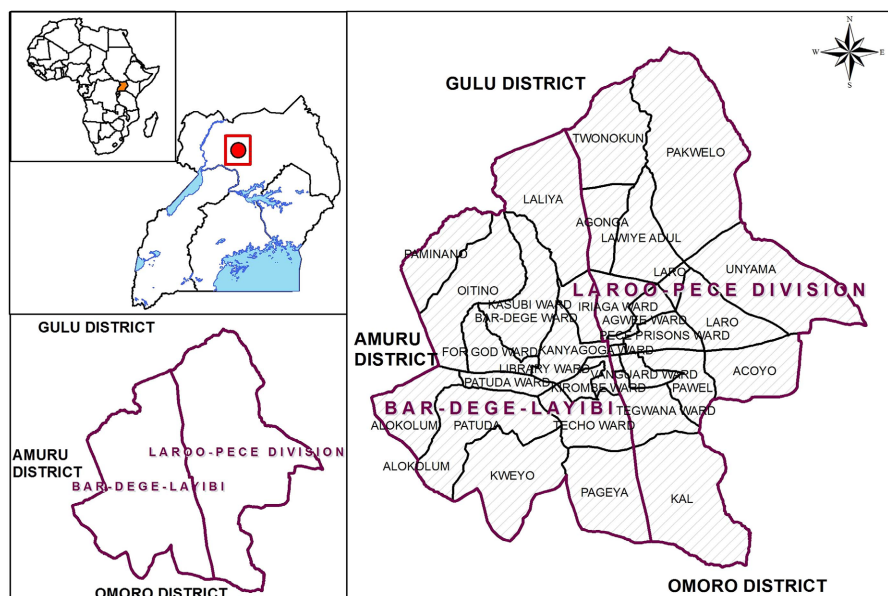 N
W
E
S
GULU DISTRICT
TWONOKUN
PAKWELO
LALIYA
AGONGA
LAWIYE ADUL
PAMINANO
LARO
UNYAMA
OITINO
LAROO-PECE DIVISION
KASUBI WARD
IRIAGA WARD
BAR-DEGE WARD
AGWEE WARD
LARO
PECE PRISONS WARD
AMURU
DISTRICT
FOR GOD WARD
KANYAGOGA WARD
ACOYO
LIBRARY WARD
VANGUARD WARD
PATUDA WARD
KIROMBE WARD
PAWEL
BAR-DEGE-LAYIBI
TEGWANA WARD
ALOKOLUM
PATUDA
TECHO WARD
ALOKOLUM
KWEYO
PAGEYA
KAL
OMORO DISTRICT
GULU DISTRICT
AMURU
DISTRICT
LAROO-PECE DIVISION
BAR-DEGE-LAYIBI
OMORO DISTRICT